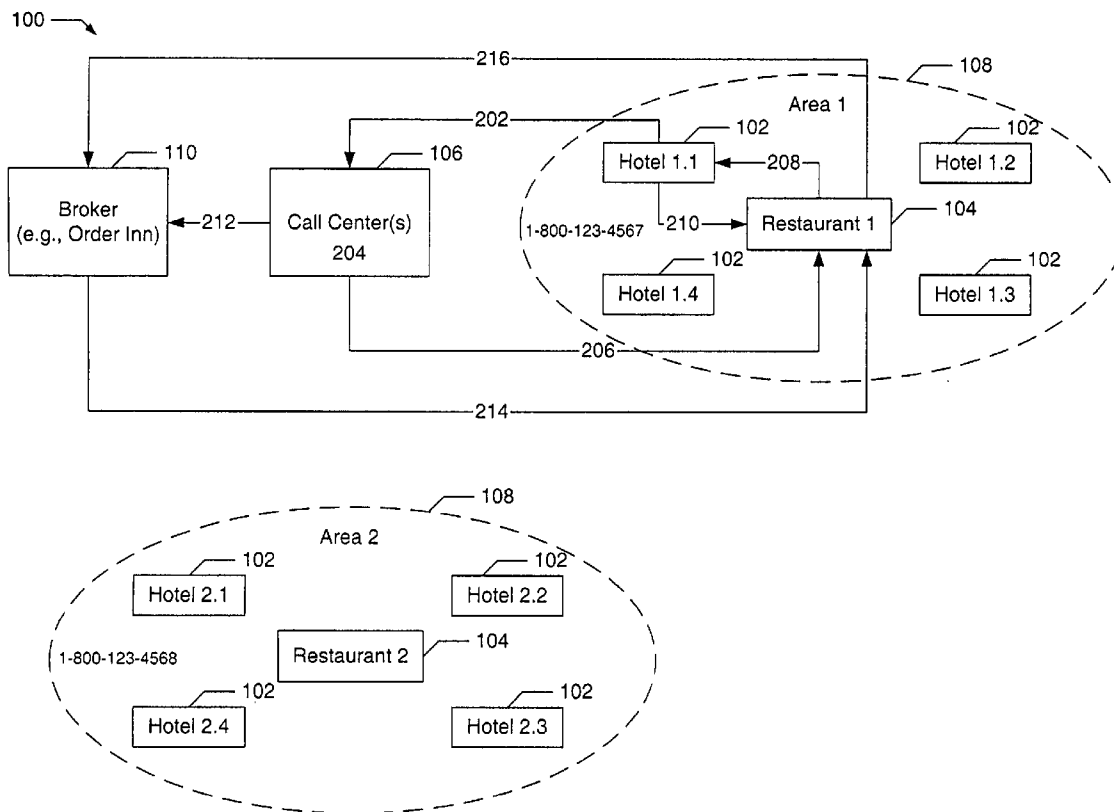 100
216
108
Area 1
202
102
102
110
106
Hotel 1.1
208
Hotel 1.2
Broker
(e.g., Order Inn)
212
Call Center(s)
204
210
Restaurant 1
104
1-800-123-4567
102
102
Hotel 1.4
Hotel 1.3
206
214
108
Area 2
102
102
Hotel 2.1
Hotel 2.2
104
Restaurant 2
1-800-123-4568
102
102
Hotel 2.4
Hotel 2.3